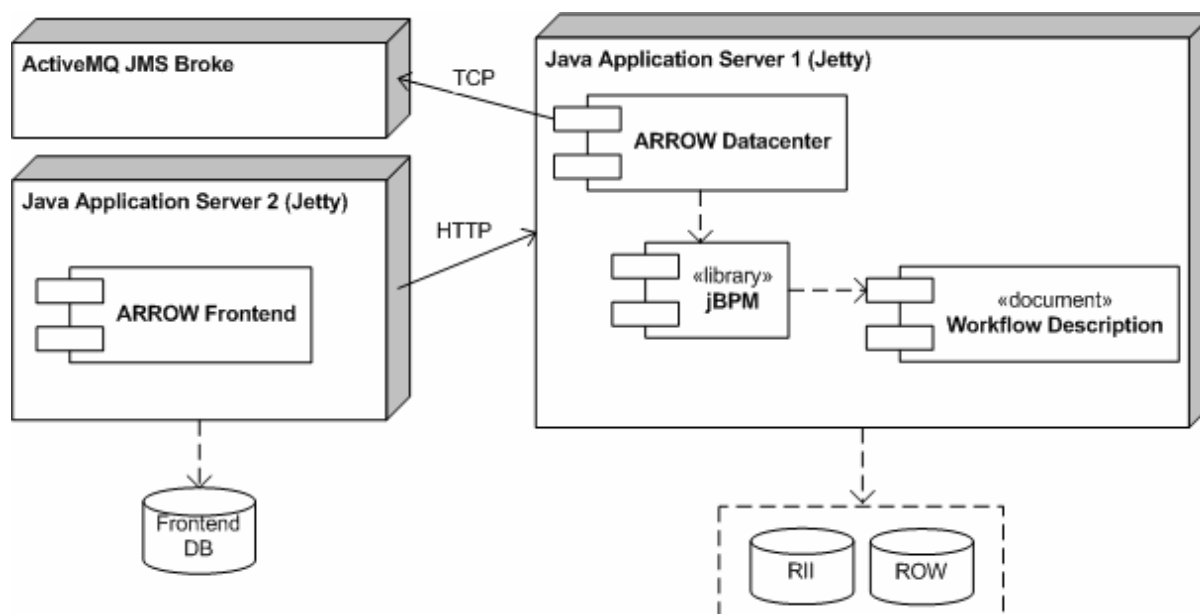 ActiveMQ JMS Broke
TCP
Java Application Server 1 (Jetty)
ARROW Datacenter
Java Application Server 2 (Jetty)
HTTP
ARROW Frontend
«library»
jBPM
«document»
Workflow Description
Frontend
DB
RII
ROW